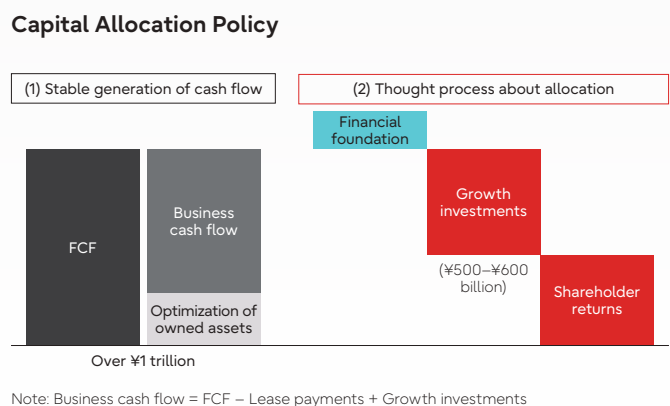 Capital Allocation Policy
(1) Stable generation of cash flow
(2) Thought process about allocation
Financial
foundation
Growth
investments
Business
cash flow
FCF
(¥500–¥600
billion)
Shareholder
returns
Optimization of
owned assets
Over ¥1 trillion
Note: Business cash flow = FCF – Lease payments + Growth investments